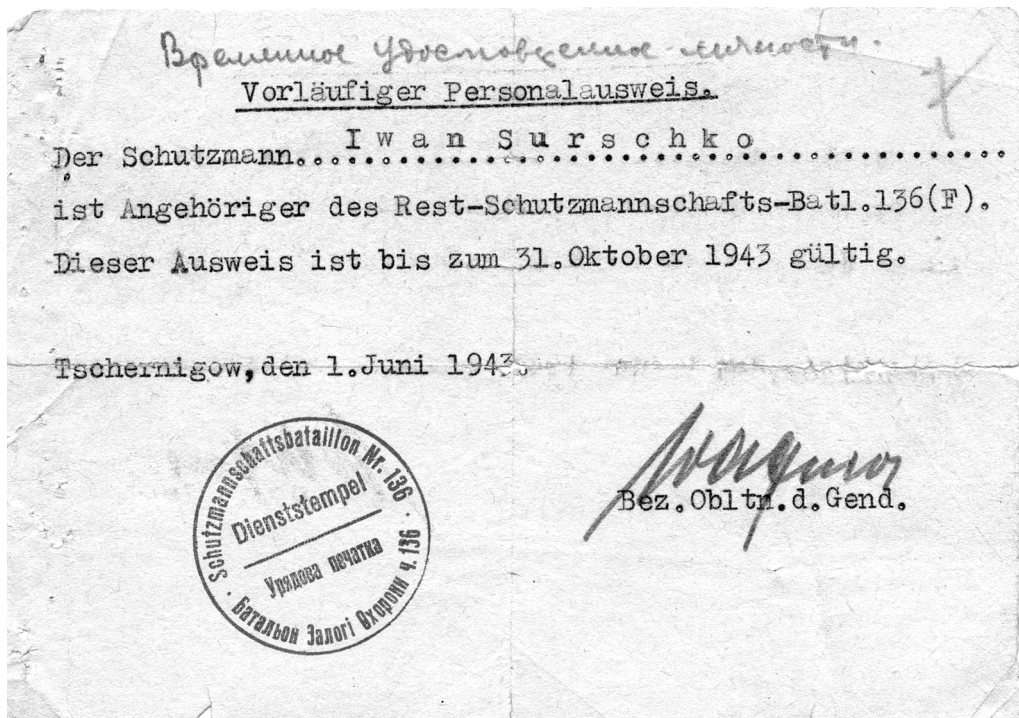 Временное удостоверение личности.
Vorläufiger Personalausweis.
Der Schutzmann....Iwan Surschko....................
ist Angehöriger des Rest-Schutzmannschafts-Batl.136(F).
Dieser Ausweis ist bis zum 31.Oktober 1943 gültig.
Tschernigow,den 1.Juni 1943.
Wagner
Bez.Obltn.d.Gend.
Schutzmannschaftsbataillon Nr. 136
Dienststempel
Урядова печатка
Батальон Залогі Охорони ч. 136